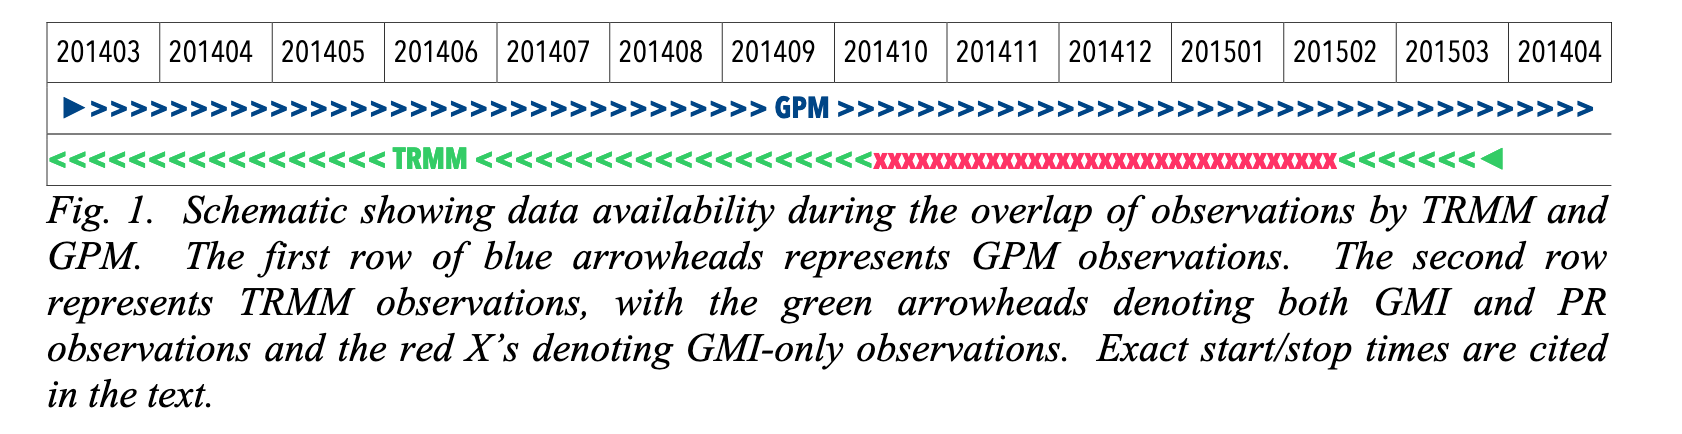 201403 201404 201405 201406 201407 201408 201409 201410 201411 201412 201501 201502 201503 201404
▶>>>>>>>>>>>>>>>>>>>>>>>>>>>>>>>>>> GPM >>>>>>>>>>>>>>>>>>>>>>>>>>>>>>>>>>>>>>
<<<<<<<<<<<<<<<<< TRMM <<<<<<<<<<<<<<<<<<<<xxxxxxxxxxxxxxxxxxxxxxxxxxxxxxxxx<<<<<<<◀
Fig. 1. Schematic showing data availability during the overlap of observations by TRMM and
GPM. The first row of blue arrowheads represents GPM observations. The second row
represents TRMM observations, with the green arrowheads denoting both GMI and PR
observations and the red X’s denoting GMI-only observations. Exact start/stop times are cited
in the text.